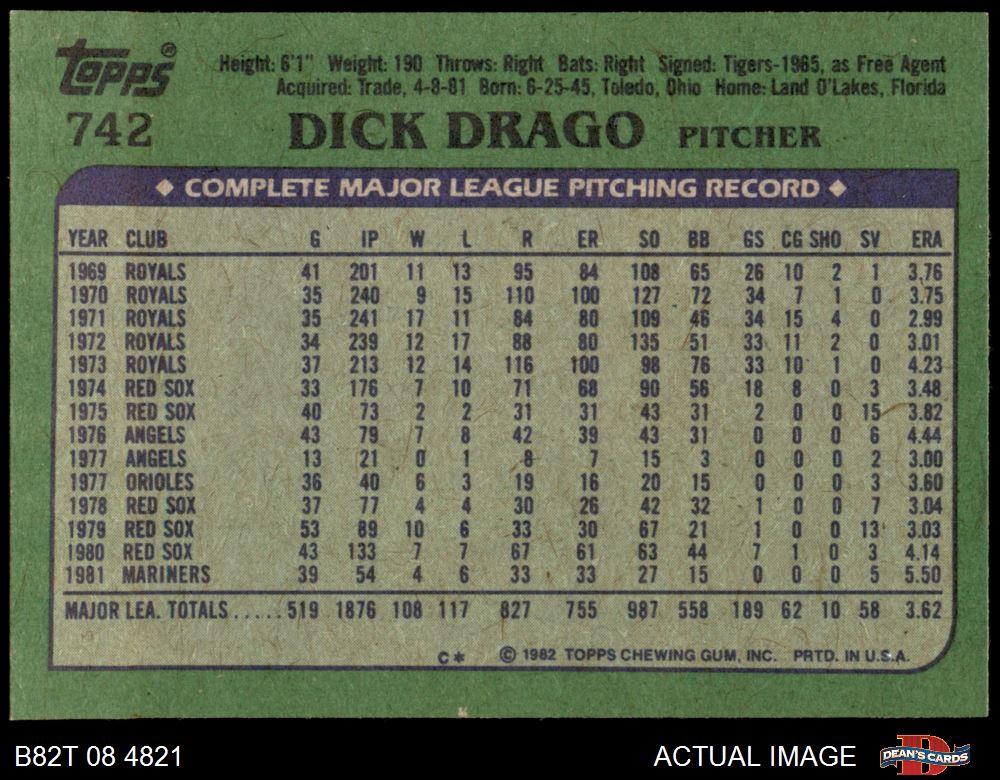 topps®
Height: 6'1" Weight: 190 Throws: Right Bats: Right Signed: Tigers-1965, as Free Agent
Acquired: Trade, 4-8-81 Born: 6-25-45, Toledo, Ohio Home: Land O'Lakes, Florida
742 DICK DRAGO PITCHER
◆ COMPLETE MAJOR LEAGUE PITCHING RECORD ◆
YEAR CLUB G IP W L R ER SO BB GS CG SHO SV ERA
1969 ROYALS 41 201 11 13 95 84 108 65 26 10 2 1 3.76
1970 ROYALS 35 240 9 15 110 100 127 72 34 7 1 0 3.75
1971 ROYALS 35 241 17 11 84 80 109 46 34 15 4 0 2.99
1972 ROYALS 34 239 12 17 88 80 135 51 33 11 2 0 3.01
1973 ROYALS 37 213 12 14 116 100 98 76 33 10 1 0 4.23
1974 RED SOX 33 176 7 10 71 68 90 56 18 8 0 3 3.48
1975 RED SOX 40 73 2 2 31 31 43 31 2 0 0 15 3.82
1976 ANGELS 43 79 7 8 42 39 43 31 0 0 0 6 4.44
1977 ANGELS 13 21 0 1 8 7 15 3 0 0 0 2 3.00
1977 ORIOLES 36 40 6 3 19 16 20 15 0 0 0 3 3.60
1978 RED SOX 37 77 4 4 30 26 42 32 1 0 0 7 3.04
1979 RED SOX 53 89 10 6 33 30 67 21 1 0 0 13 3.03
1980 RED SOX 43 133 7 7 67 61 63 44 7 1 0 3 4.14
1981 MARINERS 39 54 4 6 33 33 27 15 0 0 0 5 5.50
MAJOR LEA. TOTALS.....519 1876 108 117 827 755 987 558 189 62 10 58 3.62
C* © 1982 TOPPS CHEWING GUM, INC. PRTD. IN U.S.A.
B82T 08 4821 ACTUAL IMAGE DEAN'S CARDS